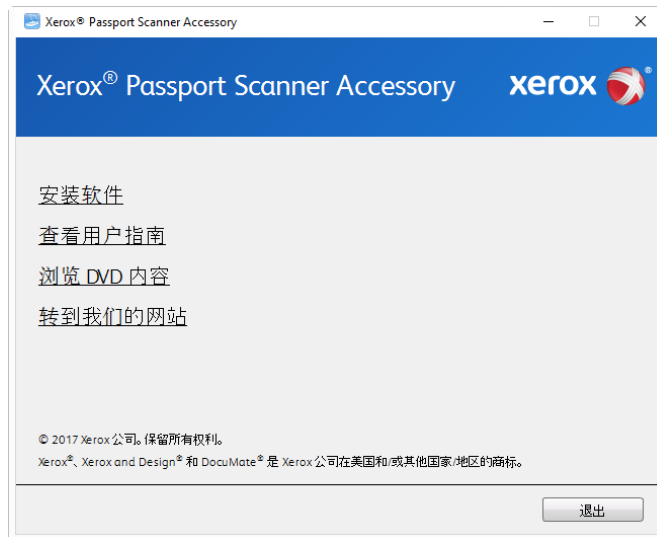 Xerox® Passport Scanner Accessory
Xerox® Passport Scanner Accessory
xerox®
安装软件
查看用户指南
浏览 DVD 内容
转到我们的网站
© 2017 Xerox 公司。保留所有权利。
Xerox®、Xerox and Design® 和 DocuMate® 是 Xerox 公司在美国和/或其他国家/地区的商标。
退出